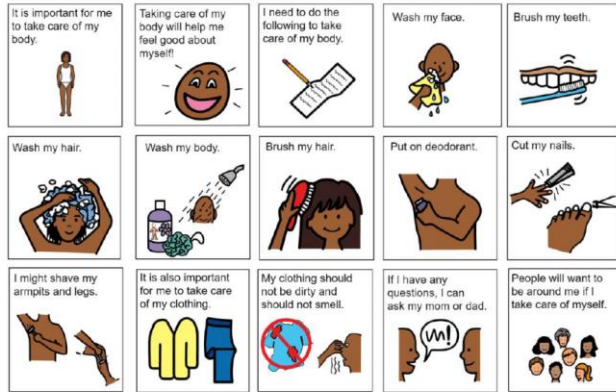 It is important for me
to take care of my
body.
Taking care of my
body will help me
feel good about
myself!
I need to do the
following to take
care of my body.
Wash my face.
Brush my teeth.
Wash my hair.
Wash my body.
Brush my hair.
Put on deodorant.
Cut my nails.
I might shave my
armpits and legs.
It is also important
for me to take care
of my clothing.
My clothing should
not be dirty and
should not smell.
If I have any
questions, I can
ask my mom or dad.
People will want to
be around me if I
take care of myself.